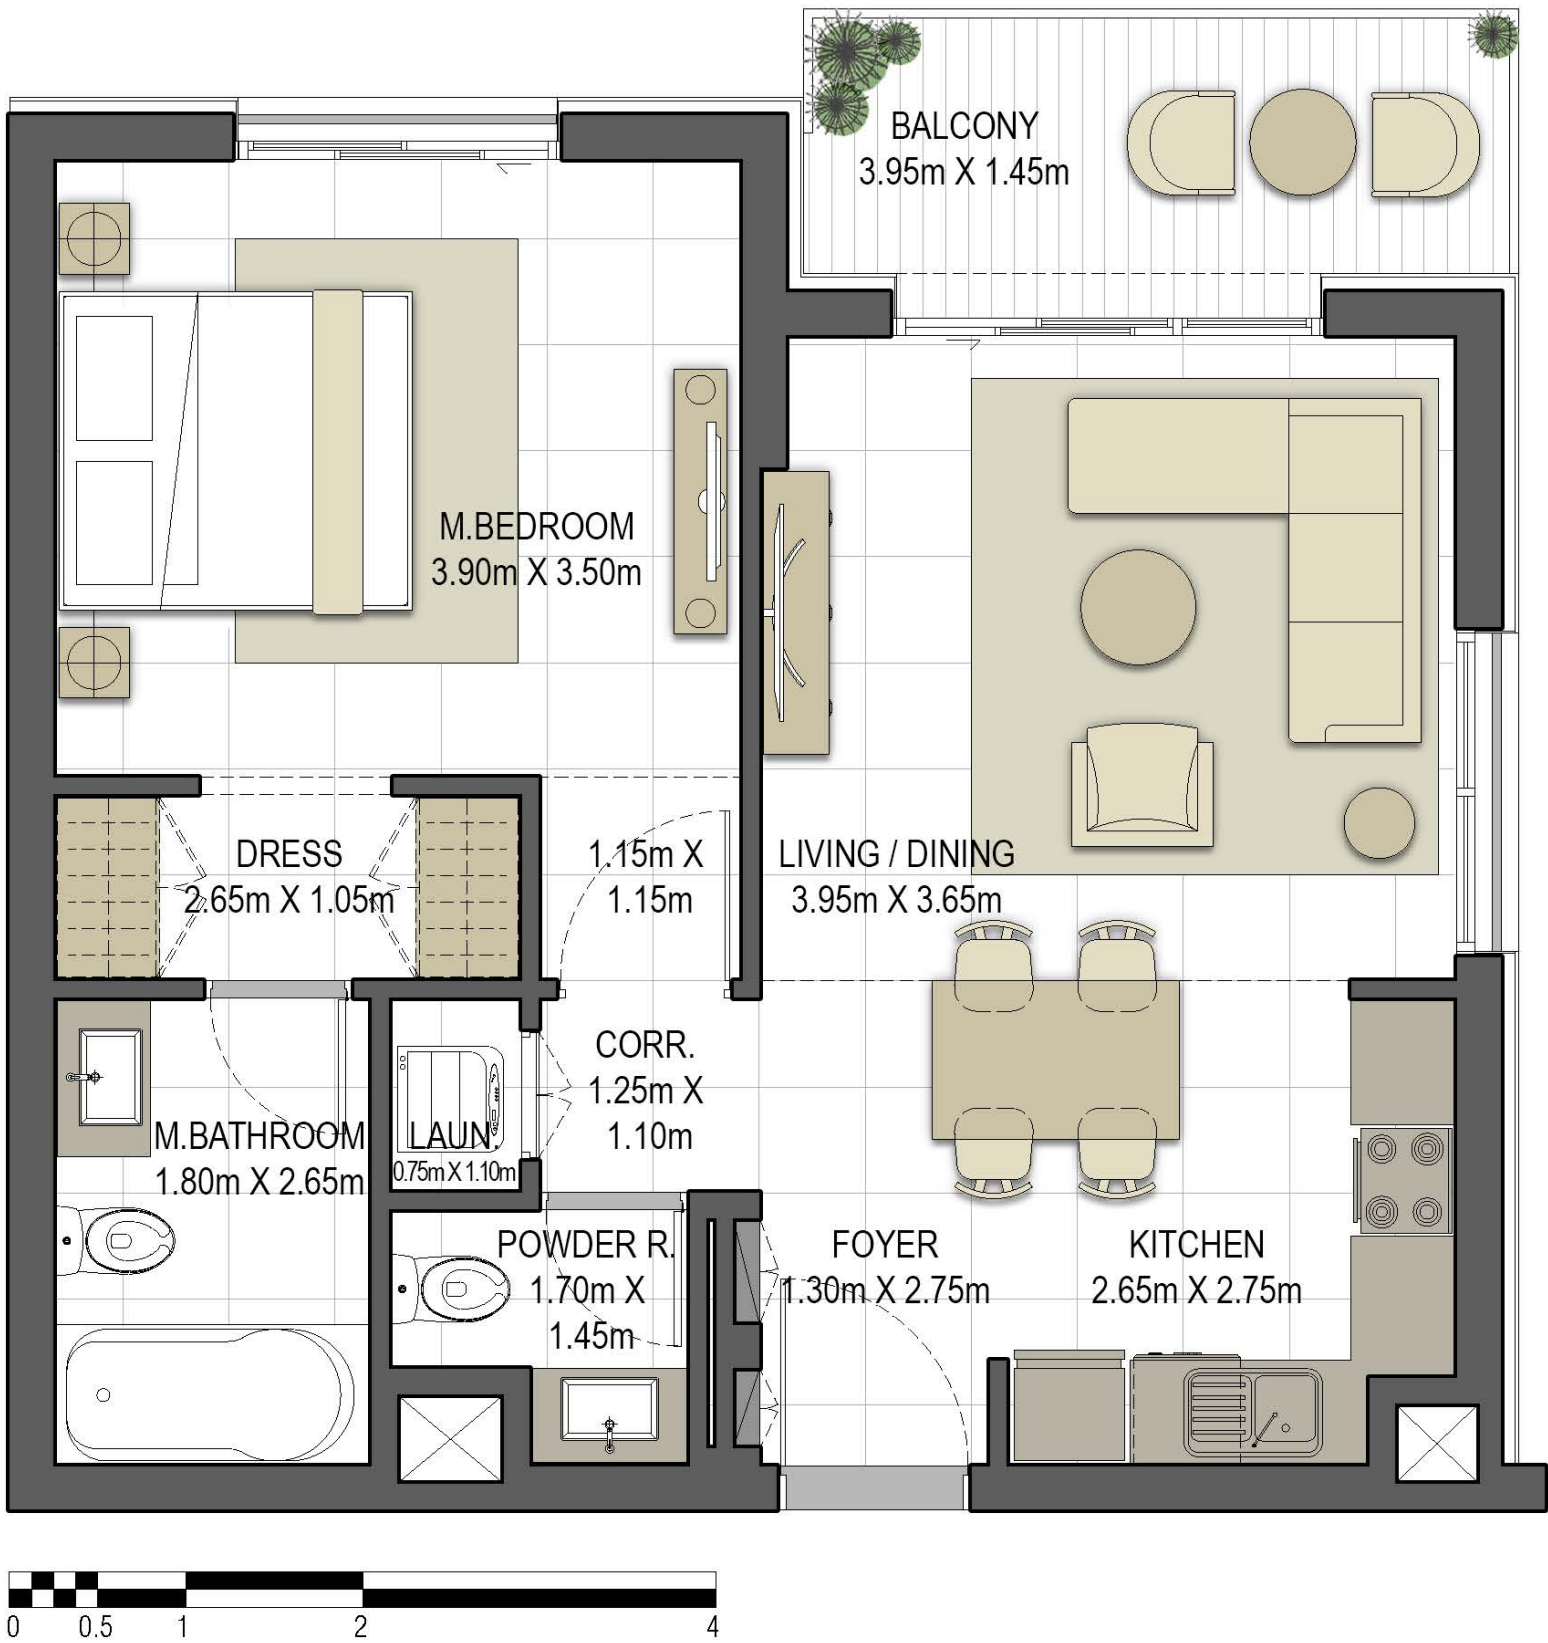 BALCONY
3.95m X 1.45m
M.BEDROOM
3.90m X 3.50m
DRESS
2.65m X 1.05m
1.15m X
1.15m
LIVING / DINING
3.95m X 3.65m
CORR.
1.25m X
1.10m
M.BATHROOM
1.80m X 2.65m
LAUN.
0.75m X 1.10m
POWDER R.
1.70m X
1.45m
FOYER
1.30m X 2.75m
KITCHEN
2.65m X 2.75m
0 0.5 1 2 4